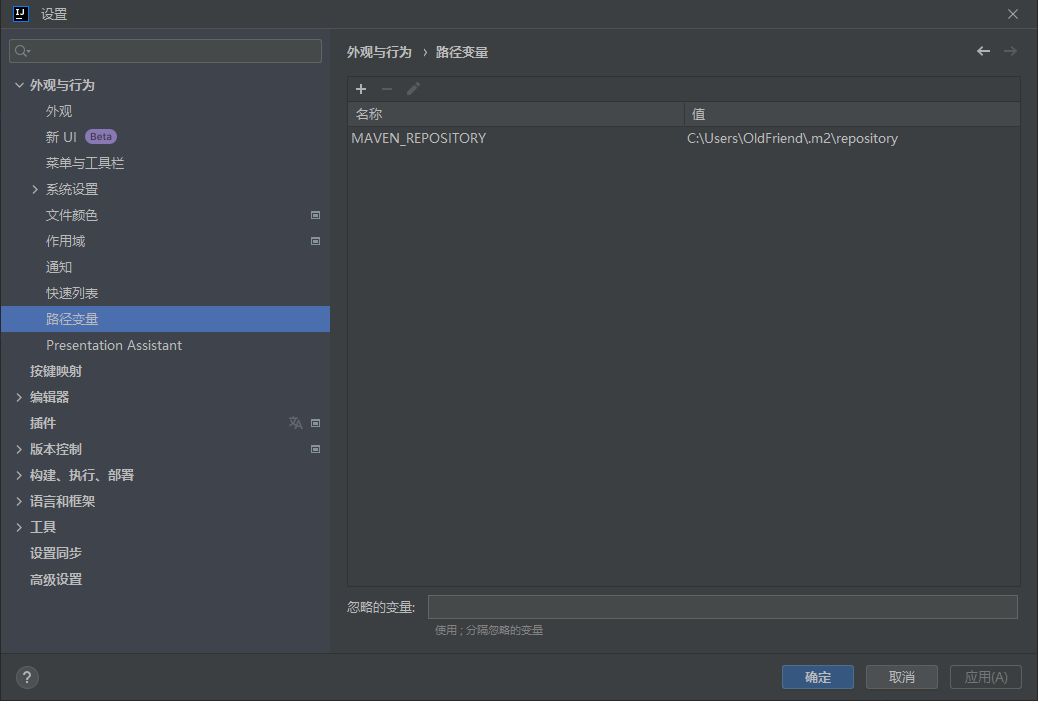 设置
外观与行为
外观
新 UI Beta
菜单与工具栏
系统设置
文件颜色
作用域
通知
快速列表
路径变量
Presentation Assistant
按键映射
编辑器
插件
版本控制
构建、执行、部署
语言和框架
工具
设置同步
高级设置
外观与行为 › 路径变量
名称 值
MAVEN_REPOSITORY C:\Users\OldFriend\.m2\repository
忽略的变量:
使用 ; 分隔忽略的变量
? 确定 取消 应用(A)